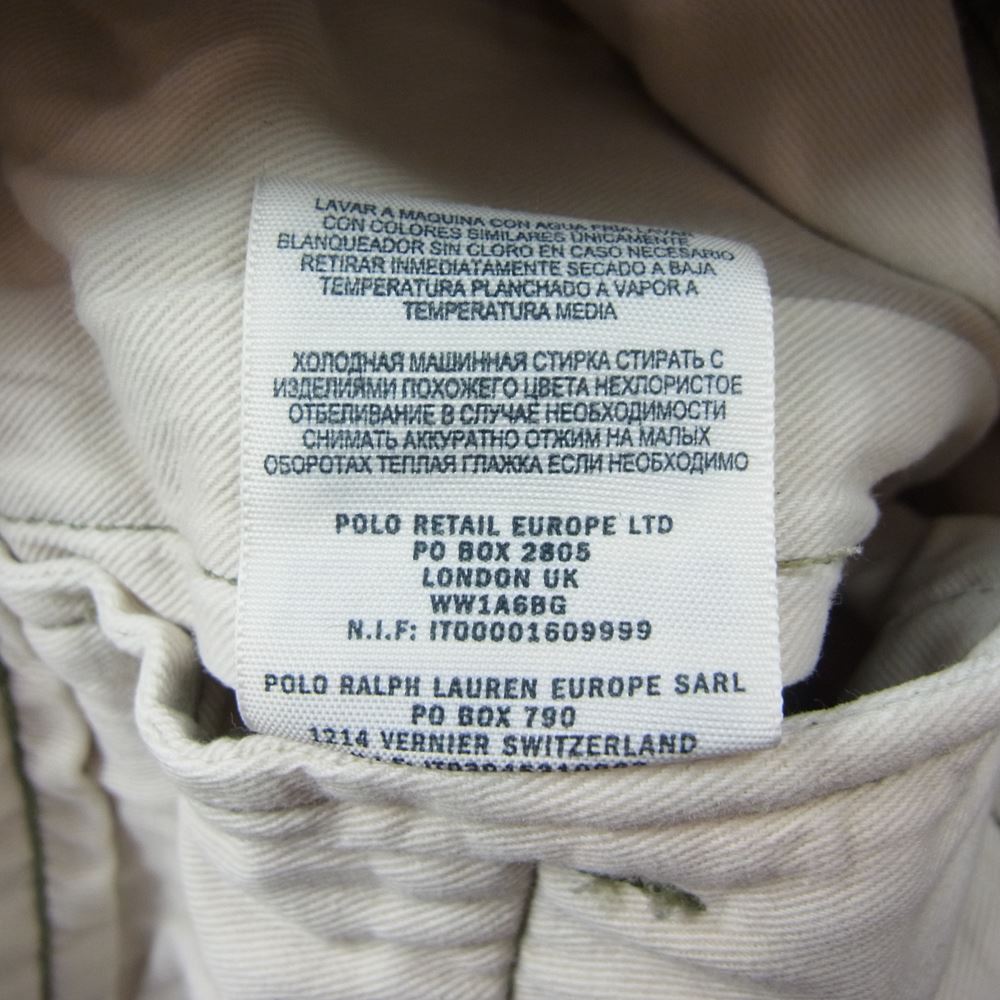 LAVAR A MAQUINA CON AGUA FRIA LAVAR
CON COLORES SIMILARES ÚNICAMENTE
BLANQUEADOR SIN CLORO EN CASO NECESARIO
RETIRAR INMEDIATAMENTE SECADO A BAJA
TEMPERATURA PLANCHADO A VAPOR A
TEMPERATURA MEDIA
ХОЛОДНАЯ МАШИННАЯ СТИРКА СТИРАТЬ С
ИЗДЕЛИЯМИ ПОХОЖЕГО ЦВЕТА НЕХЛОРИСТОЕ
ОТБЕЛИВАНИЕ В СЛУЧАЕ НЕОБХОДИМОСТИ
СНИМАТЬ АККУРАТНО ОТЖИМ НА МАЛЫХ
ОБОРОТАХ ТЕПЛАЯ ГЛАЖКА ЕСЛИ НЕОБХОДИМО
POLO RETAIL EUROPE LTD
PO BOX 2805
LONDON UK
WW1A6BG
N.I.F: IT00001609999
POLO RALPH LAUREN EUROPE SARL
PO BOX 790
1214 VERNIER SWITZERLAND